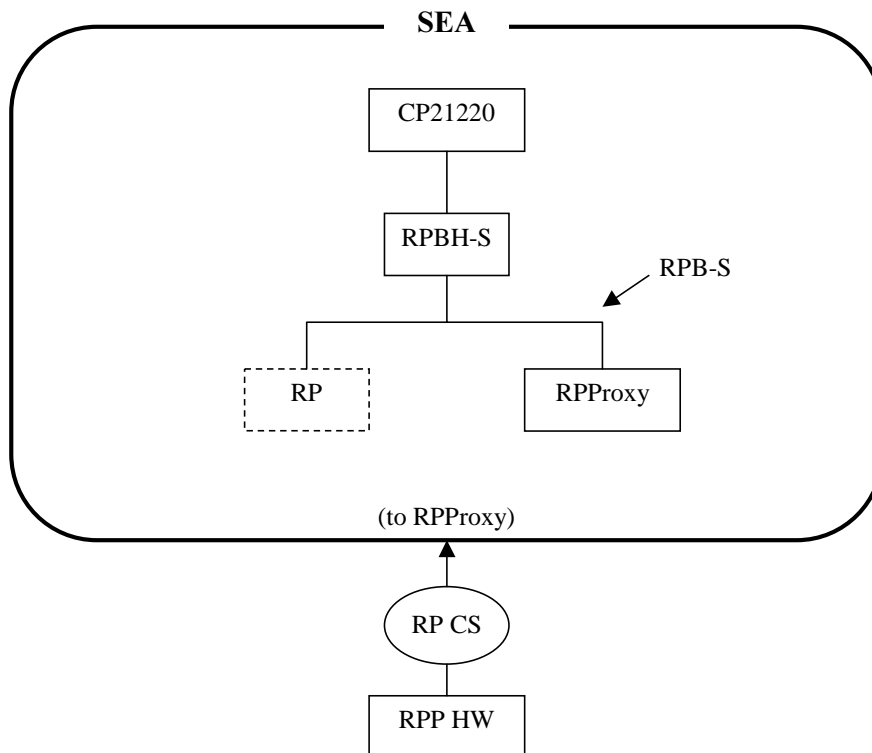 SEA
CP21220
RPBH-S
RPB-S
RP
RPProxy
(to RPProxy)
RP CS
RPP HW